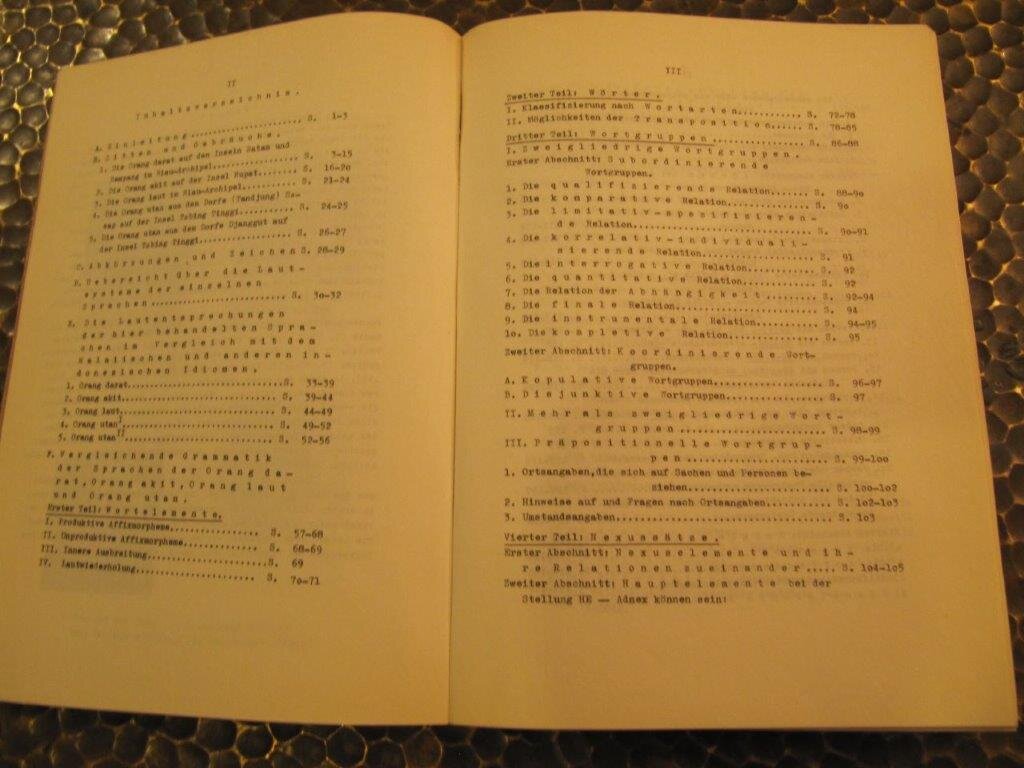 II
Inhaltsverzeichnis.
A. Einleitung .................... S. 1-3
B. Sitten und Gebräuche.
1. Die Orang darat auf den Inseln Batam und
Rempang im Riau-Archipel................ S. 3-15
2. Die Orang akit auf der Insel Rupat...... S. 16-20
3. Die Orang laut im Riau-Archipel......... S. 21-24
4. Die Orang utan aus dem Dorfe (Tandjung) Sa-
sap auf der Insel Tebing Tinggi......... S. 24-25
5. Die Orang utan aus dem Dorfe Djanggut auf
der Insel Tebing Tinggi................. S. 26-27
C. Abkürzungen und Zeichen S. 28-29
D. Uebersicht über die Laut-
systeme der einzelnen
Sprachen ....................... S. 30-32
E. Die Lautentsprechungen
der hier behandelten Spra-
chen im Vergleich mit dem
Malaiischen und anderen in-
donesischen Idiomen.
1. Orang darat.........................S. 33-39
2. Orang akit..........................S. 39-44
3. Orang laut..........................S. 44-49
4. Orang utan I........................S. 49-52
5. Orang utan II.......................S. 52-56
F. Vergleichende Grammatik
der Sprachen der Orang da-
rat, Orang akit, Orang laut
und Orang utan.
Erster Teil: Wortelemente.
I. Produktive Affixmorpheme............. S. 57-68
II. Unproduktive Affixmorpheme........... S. 68-69
III. Innere Ausbreitung...................S. 69
IV. Lautwiederholung.................... S. 70-71
III
Zweiter Teil: Wörter.
I. Klassifizierung nach Wortarten........... S. 72-78
II. Möglichkeiten der Transposition...... S. 78-85
Dritter Teil: Wortgruppen.................. S. 86-88
I. Zweigliedrige Wortgruppen.
Erster Abschnitt: Subordinierende
Wortgruppen.
1. Die qualifizierende Relation........ S. 88-90
2. Die komparative Relation............ S. 90
3. Die limitativ-spezifizieren-
de Relation............................ S. 90-91
4. Die korrelativ-individuali-
sierende Relation................... S. 91
5. Die interrogative Relation.......... S. 92
6. Die quantitative Relation........... S. 92
7. Die Relation der Abhängigkeit ........ S. 92-94
8. Die finale Relation................. S. 94
9. Die instrumentale Relation.......... S. 94-95
10. Die kompletive Relation............. S. 95
Zweiter Abschnitt: Koordinierende Wort-
gruppen.
A. Kopulative Wortgruppen.............. S. 96-97
B. Disjunktive Wortgruppen............. S. 97
II. Mehr als zweigliedrige Wort-
gruppen ...................... S. 98-99
III. Präpositionelle Wortgrup-
pen ..................... S. 99-100
1. Ortsangaben, die sich auf Sachen und Personen be-
ziehen....................... S. 100-102
2. Hinweise auf und Fragen nach Ortsangaben.. S. 102-103
3. Umstandsangaben............................... S. 103
Vierter Teil: Nexussätze.
Erster Abschnitt: Nexuselemente und ih-
re Relationen zueinander ..... S. 104-105
Zweiter Abschnitt: Hauptelemente bei der
Stellung HE — Adnex können sein: